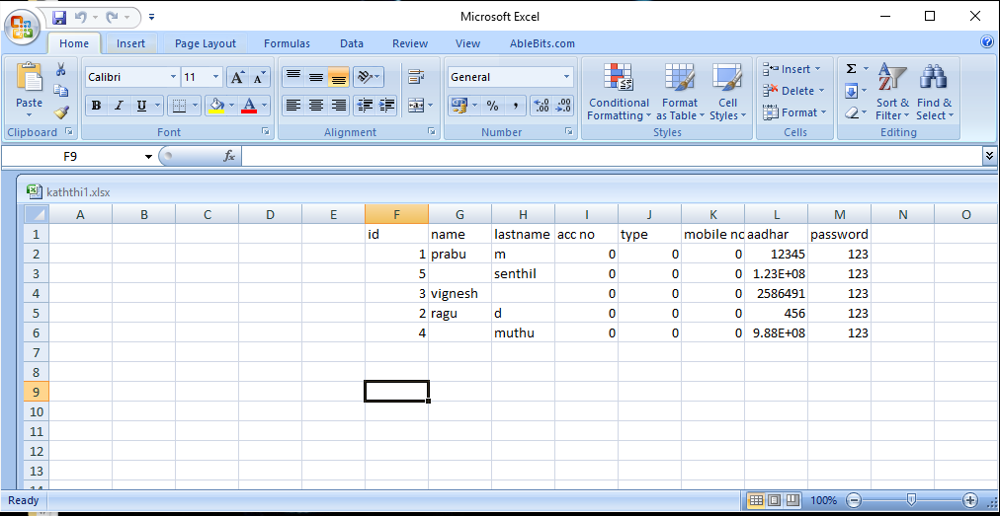 Microsoft Excel
Home Insert Page Layout Formulas Data Review View AbleBits.com
Paste
Clipboard
Calibri 11
B I U
Font
Alignment
General
% ,
Number
Conditional Formatting
Format as Table
Cell Styles
Styles
Insert
Delete
Format
Cells
Σ
Sort & Filter
Find & Select
Editing
F9 fx
kaththi1.xlsx
A B C D E F G H I J K L M N O
1 id name lastname acc no type mobile no aadhar password
2 1 prabu m 0 0 0 12345 123
3 5 senthil 0 0 0 1.23E+08 123
4 3 vignesh 0 0 0 2586491 123
5 2 ragu d 0 0 0 456 123
6 4 muthu 0 0 0 9.88E+08 123
7
8
9
10
11
12
13
14
Ready 100%